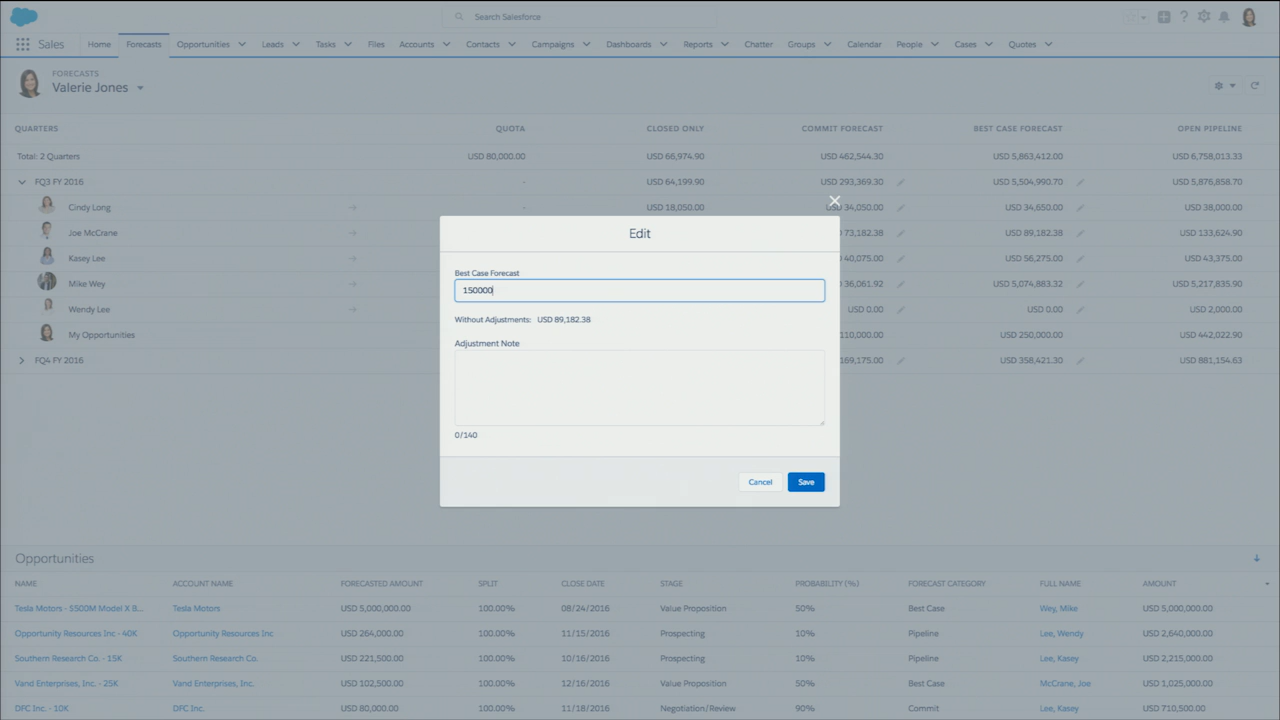 Search Salesforce
Sales Home Forecasts Opportunities Leads Tasks Files Accounts Contacts Campaigns Dashboards Reports Chatter Groups Calendar People Cases Quotes
FORECASTS
Valerie Jones
QUARTERS QUOTA CLOSED ONLY COMMIT FORECAST BEST CASE FORECAST OPEN PIPELINE
Total: 2 Quarters USD 80,000.00 USD 66,974.90 USD 462,544.30 USD 5,863,412.00 USD 6,758,013.33
FQ3 FY 2016 - USD 64,199.90 USD 293,369.30 USD 5,504,990.70 USD 5,876,858.70
Cindy Long - USD 18,050.00 USD 34,050.00 USD 34,650.00 USD 38,000.00
Joe McCrane 73,182.38 USD 89,182.38 USD 133,624.90
Kasey Lee 40,075.00 USD 56,275.00 USD 43,375.00
Mike Wey 36,061.92 USD 5,074,883.32 USD 5,217,835.90
Wendy Lee USD 0.00 USD 0.00 USD 2,000.00
My Opportunities 110,000.00 USD 250,000.00 USD 442,022.90
FQ4 FY 2016 169,175.00 USD 358,421.30 USD 881,154.63
Edit
Best Case Forecast
150000
Without Adjustments: USD 89,182.38
Adjustment Note
0/140
Cancel Save
Opportunities
NAME ACCOUNT NAME FORECASTED AMOUNT SPLIT CLOSE DATE STAGE PROBABILITY (%) FORECAST CATEGORY FULL NAME AMOUNT
Tesla Motors - $500M Model X B... Tesla Motors USD 5,000,000.00 100.00% 08/24/2016 Value Proposition 50% Best Case Wey, Mike USD 5,000,000.00
Opportunity Resources Inc - 40K Opportunity Resources Inc USD 264,000.00 100.00% 11/15/2016 Prospecting 10% Pipeline Lee, Wendy USD 2,640,000.00
Southern Research Co. - 15K Southern Research Co. USD 221,500.00 100.00% 10/16/2016 Prospecting 10% Pipeline Lee, Kasey USD 2,215,000.00
Vand Enterprises, Inc. - 25K Vand Enterprises, Inc. USD 102,500.00 100.00% 12/16/2016 Value Proposition 50% Best Case McCrane, Joe USD 1,025,000.00
DFC Inc. - 10K DFC Inc. USD 80,000.00 100.00% 11/18/2016 Negotiation/Review 90% Commit Lee, Kasey USD 710,500.00